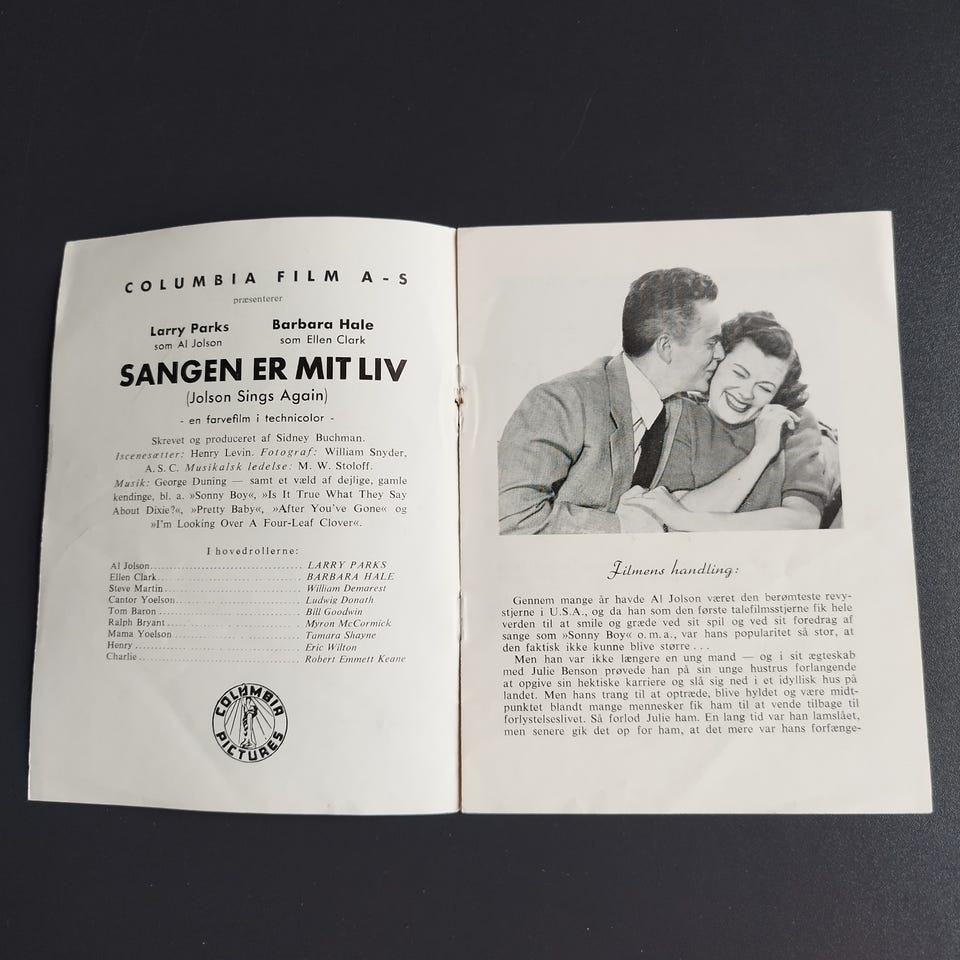 COLUMBIA FILM A-S
præsenterer
Larry Parks Barbara Hale
som Al Jolson som Ellen Clark
SANGEN ER MIT LIV
(Jolson Sings Again)
- en farvefilm i technicolor -
Skrevet og produceret af Sidney Buchman.
Iscenesætter: Henry Levin. Fotograf: William Snyder,
A. S. C. Musikalsk ledelse: M. W. Stoloff.
Musik: George Duning — samt et væld af dejlige, gamle
kendinge, bl. a. »Sonny Boy«, »Is It True What They Say
About Dixie?«, »Pretty Baby«, »After You've Gone« og
»I'm Looking Over A Four-Leaf Clover«.
I hovedrollerne:
Al Jolson LARRY PARKS
Ellen Clark BARBARA HALE
Steve Martin William Demarest
Cantor Yoelson Ludwig Donath
Tom Baron Bill Goodwin
Ralph Bryant Myron McCormick
Mama Yoelson Tamara Shayne
Henry Eric Wilton
Charlie Robert Emmett Keane
COLUMBIA
PICTURES
Filmens handling:
Gennem mange år havde Al Jolson været den berømteste revy-
stjerne i U.S.A., og da han som den første talefilmsstjerne fik hele
verden til at smile og græde ved sit spil og ved sit foredrag af
sange som »Sonny Boy« o. m. a., var hans popularitet så stor, at
den faktisk ikke kunne blive større . . .
Men han var ikke længere en ung mand — og i sit ægteskab
med Julie Benson prøvede han på sin unge hustrus forlangende
at opgive sin hektiske karriere og slå sig ned i et idyllisk hus på
landet. Men hans trang til at optræde, blive hyldet og være midt-
punktet blandt mange mennesker fik ham til at vende tilbage til
forlystelseslivet. Så forlod Julie ham. En lang tid var han lamslået,
men senere gik det op for ham, at det mere var hans forfænge-